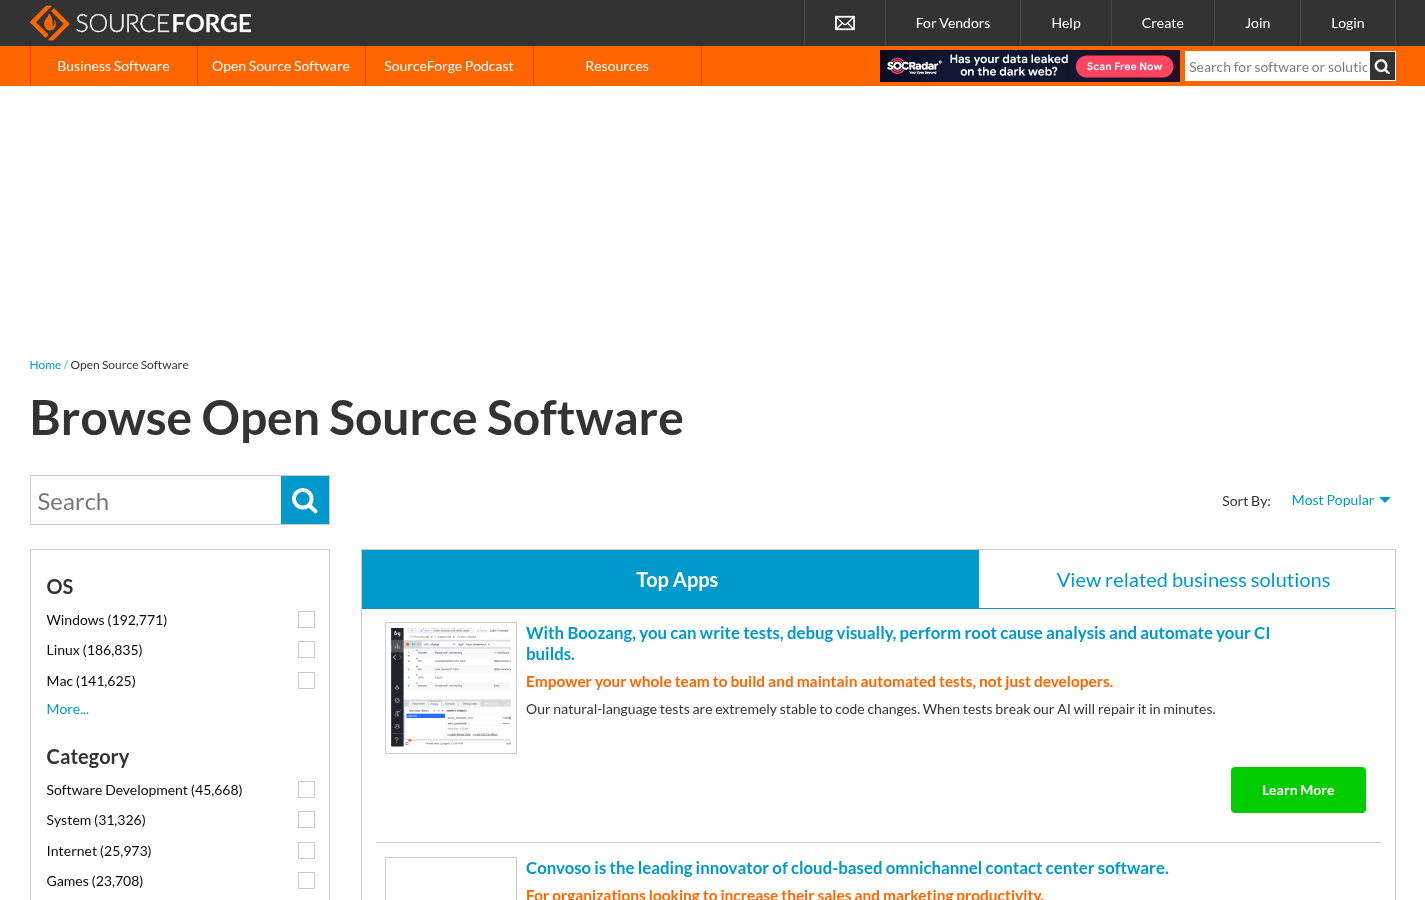 SOURCEFORGE
For Vendors
Help
Create
Join
Login
Business Software
Open Source Software
SourceForge Podcast
Resources
SOCRadar
Your Eyes Beyond
Has your data leaked
on the dark web?
Scan Free Now
Search for software or solutic
Home / Open Source Software
Browse Open Source Software
Search
Sort By:
Most Popular
OS
Windows (192,771)
Linux (186,835)
Mac (141,625)
More...
Category
Software Development (45,668)
System (31,326)
Internet (25,973)
Games (23,708)
Top Apps
View related business solutions
With Boozang, you can write tests, debug visually, perform root cause analysis and automate your CI
builds.
Empower your whole team to build and maintain automated tests, not just developers.
Our natural-language tests are extremely stable to code changes. When tests break our AI will repair it in minutes.
Learn More
Convoso is the leading innovator of cloud-based omnichannel contact center software.
For organizations looking to increase their sales and marketing productivity.